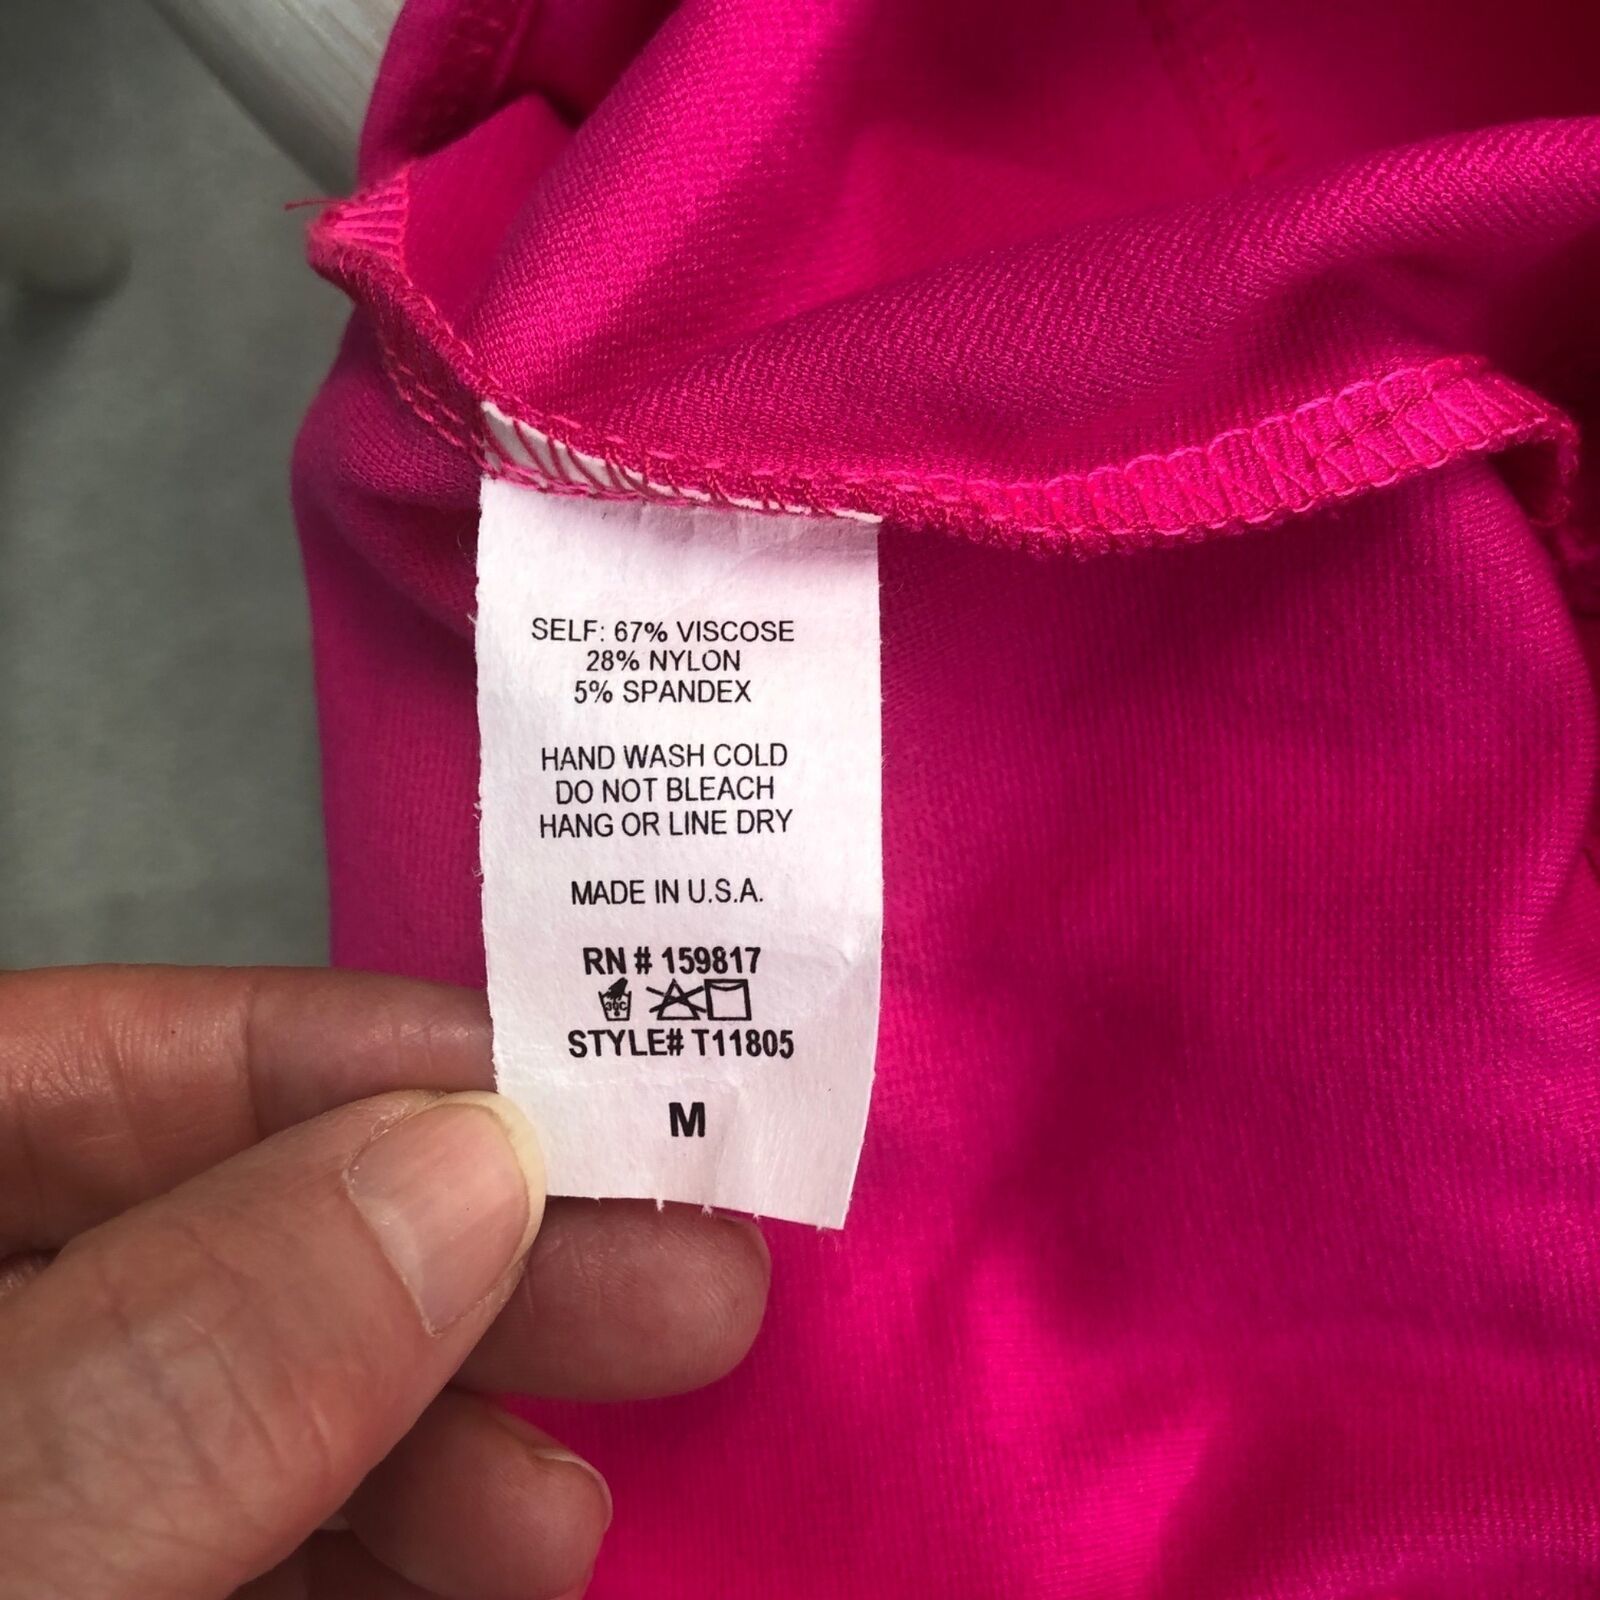 SELF: 67% VISCOSE
28% NYLON
5% SPANDEX
HAND WASH COLD
DO NOT BLEACH
HANG OR LINE DRY
MADE IN U.S.A.
RN # 159817
30C
STYLE# T11805
M